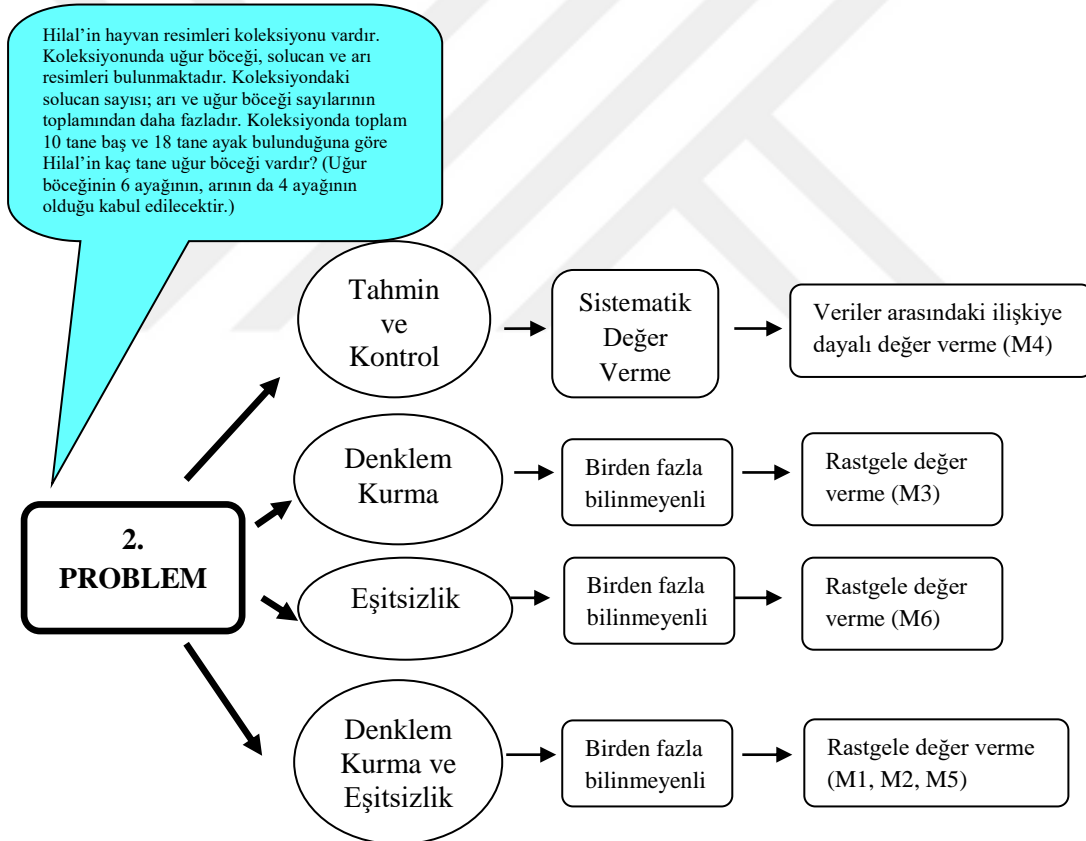 Hilal’in hayvan resimleri koleksiyonu vardır.
Koleksiyonunda uğur böceği, solucan ve arı
resimleri bulunmaktadır. Koleksiyondaki
solucan sayısı; arı ve uğur böceği sayılarının
toplamından daha fazladır. Koleksiyonda toplam
10 tane baş ve 18 tane ayak bulunduğuna göre
Hilal’in kaç tane uğur böceği vardır? (Uğur
böceğinin 6 ayağının, arının da 4 ayağının
olduğu kabul edilecektir.)
2.
PROBLEM
Tahmin
ve
Kontrol
Sistematik
Değer
Verme
Veriler arasındaki ilişkiye
dayalı değer verme (M4)
Denklem
Kurma
Birden fazla
bilinmeyenli
Rastgele değer
verme (M3)
Eşitsizlik
Birden fazla
bilinmeyenli
Rastgele değer
verme (M6)
Denklem
Kurma ve
Eşitsizlik
Birden fazla
bilinmeyenli
Rastgele değer verme
(M1, M2, M5)